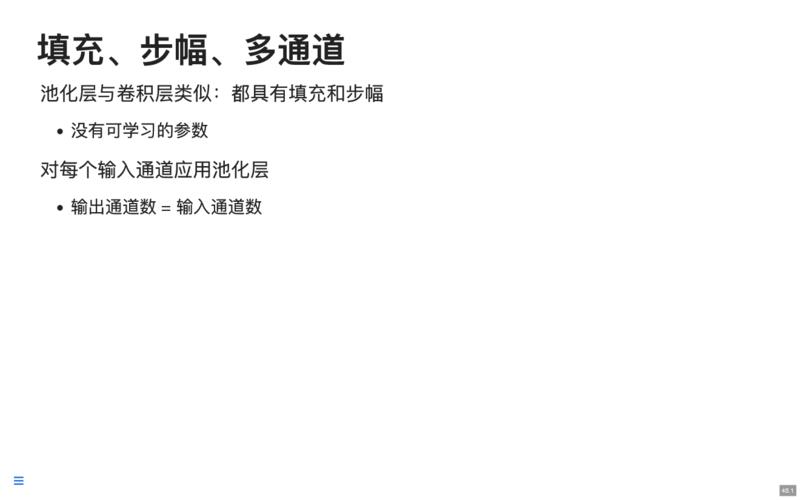 填充、步幅、多通道
池化层与卷积层类似：都具有填充和步幅
• 没有可学习的参数
对每个输入通道应用池化层
• 输出通道数 = 输入通道数